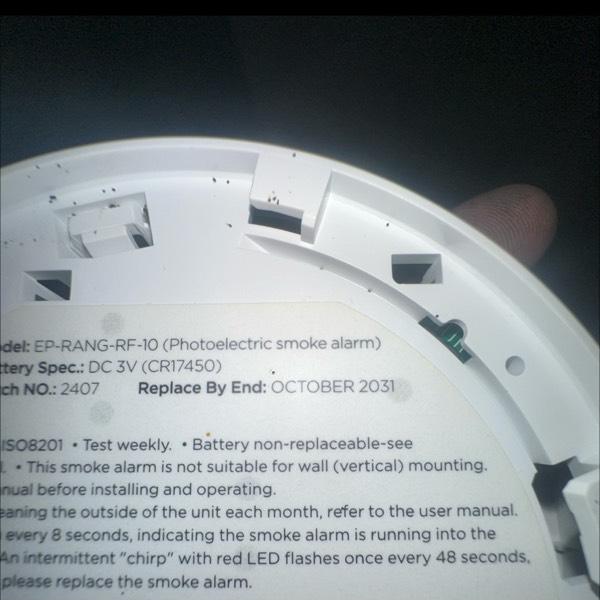 del: EP-RANG-RF-10 (Photoelectric smoke alarm)
ttery Spec.: DC 3V (CR17450)
ch NO.: 2407 Replace By End: OCTOBER 2031
ISO8201 • Test weekly. • Battery non-replaceable-see
. • This smoke alarm is not suitable for wall (vertical) mounting.
nual before installing and operating.
eaning the outside of the unit each month, refer to the user manual.
every 8 seconds, indicating the smoke alarm is running into the
An intermittent "chirp" with red LED flashes once every 48 seconds,
please replace the smoke alarm.